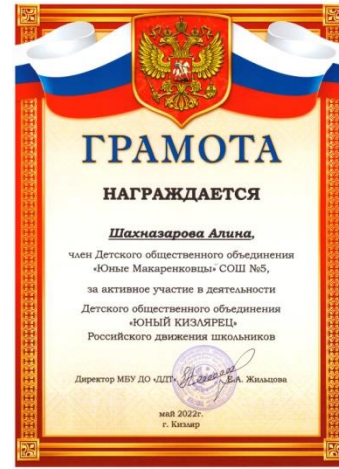 ГРАМОТА
НАГРАЖДАЕТСЯ
Шахназарова Алина,
член Детского общественного объединения
«Юные Макаренковцы» СОШ №5,
за активное участие в деятельности
Детского общественного объединения
«ЮНЫЙ КИЗЛЯРЕЦ»
Российского движения школьников
Директор МБУ ДО «ДДТ» Е.А. Жильцова
май 2022г.
г. Кизляр